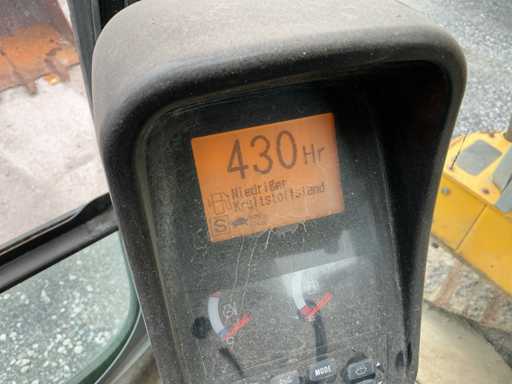 430 Hr
Niedriger
Kraftstoffstand
S
MODE